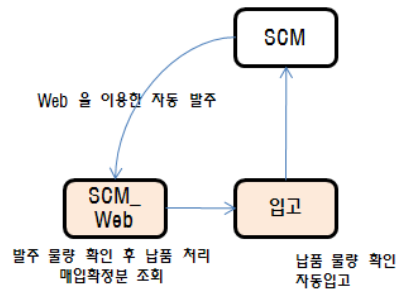 SCM
Web 을 이용한 자동 발주
SCM_
Web
입고
발주 물량 확인 후 납품 처리
매입확정분 조회
납품 물량 확인
자동입고